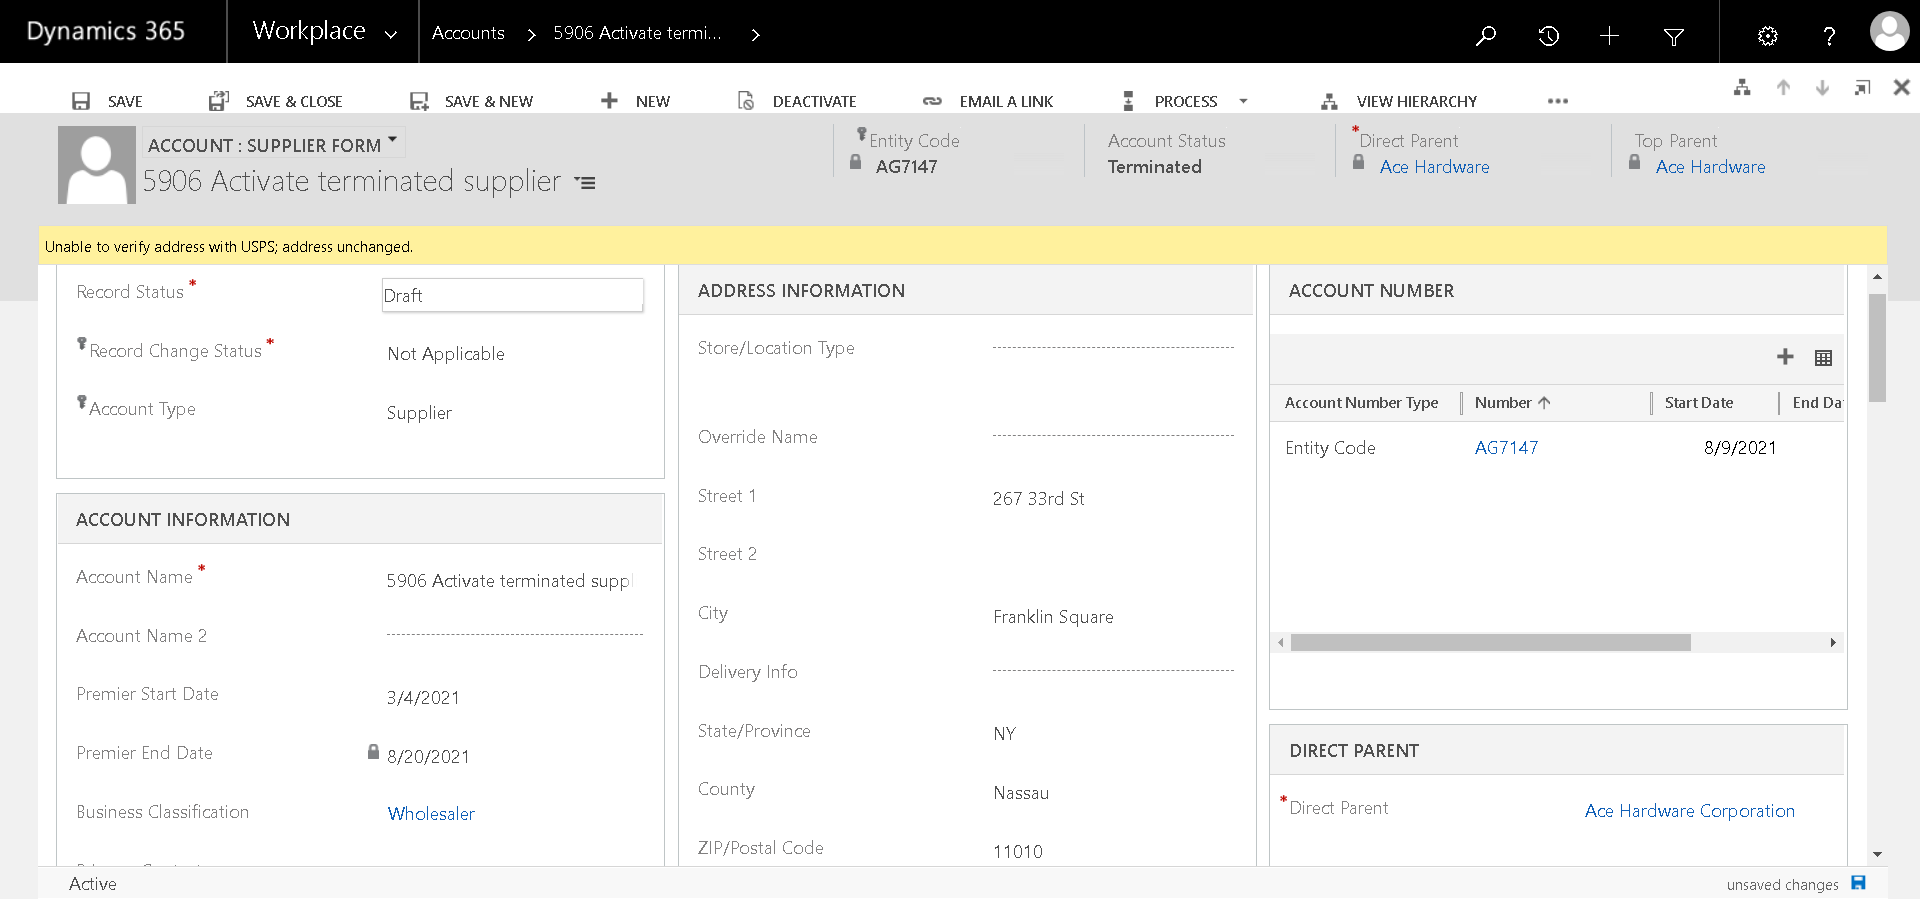 Dynamics 365
Workplace
Accounts
5906 Activate termi...
SAVE
SAVE & CLOSE
SAVE & NEW
NEW
DEACTIVATE
EMAIL A LINK
PROCESS
VIEW HIERARCHY
ACCOUNT : SUPPLIER FORM
5906 Activate terminated supplier
Entity Code
AG7147
Account Status
Terminated
*Direct Parent
Ace Hardware
Top Parent
Ace Hardware
Unable to verify address with USPS; address unchanged.
Record Status *
Draft
Record Change Status *
Not Applicable
Account Type
Supplier
ACCOUNT INFORMATION
Account Name *
5906 Activate terminated suppl
Account Name 2
Premier Start Date
3/4/2021
Premier End Date
8/20/2021
Business Classification
Wholesaler
ADDRESS INFORMATION
Store/Location Type
Override Name
Street 1
267 33rd St
Street 2
City
Franklin Square
Delivery Info
State/Province
NY
County
Nassau
ZIP/Postal Code
11010
ACCOUNT NUMBER
Account Number Type
Number
Start Date
End Dat
Entity Code
AG7147
8/9/2021
DIRECT PARENT
*Direct Parent
Ace Hardware Corporation
Active
unsaved changes